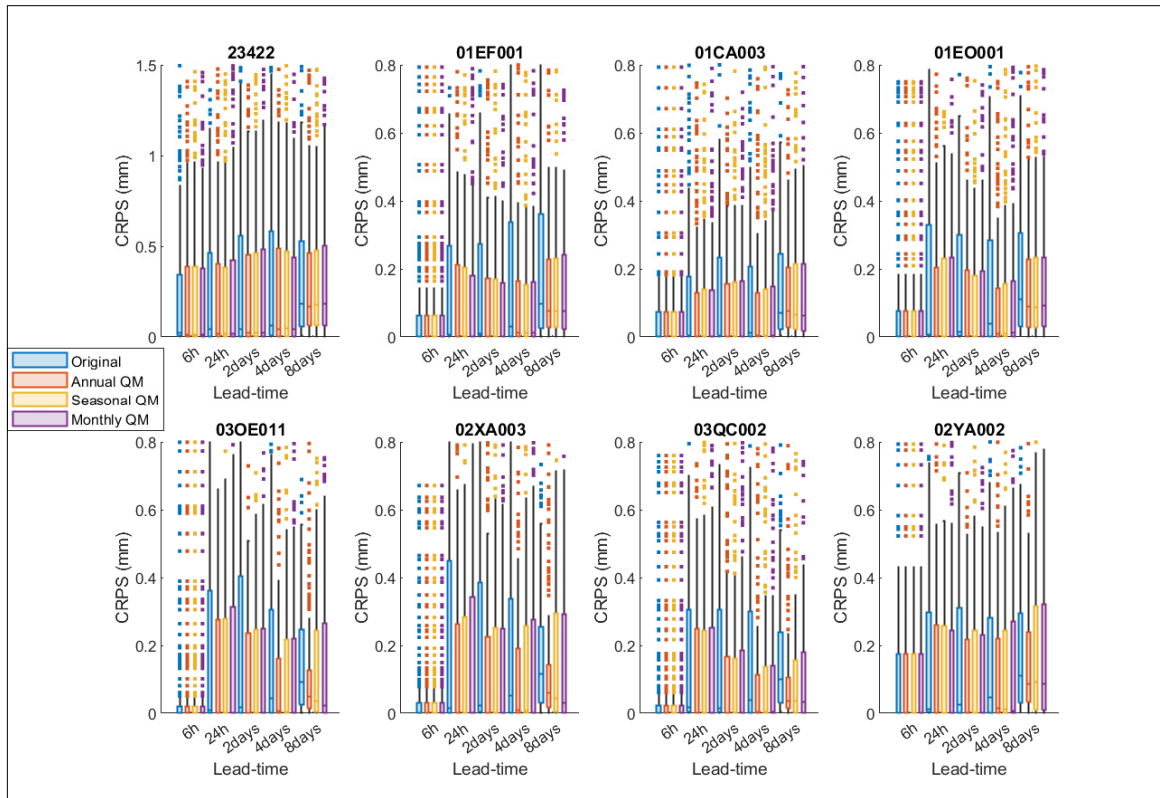 23422
01EF001
01CA003
01EO001
CRPS (mm)
1.5
1
0.5
0
6h
24h
2days
4days
8days
Lead-time
CRPS (mm)
0.8
0.6
0.4
0.2
0
6h
24h
2days
4days
8days
Lead-time
CRPS (mm)
0.8
0.6
0.4
0.2
0
6h
24h
2days
4days
8days
Lead-time
CRPS (mm)
0.8
0.6
0.4
0.2
0
6h
24h
2days
4days
8days
Lead-time
Original
Annual QM
Seasonal QM
Monthly QM
03OE011
02XA003
03QC002
02YA002
CRPS (mm)
0.8
0.6
0.4
0.2
0
6h
24h
2days
4days
8days
Lead-time
CRPS (mm)
0.8
0.6
0.4
0.2
0
6h
24h
2days
4days
8days
Lead-time
CRPS (mm)
0.8
0.6
0.4
0.2
0
6h
24h
2days
4days
8days
Lead-time
CRPS (mm)
0.8
0.6
0.4
0.2
0
6h
24h
2days
4days
8days
Lead-time